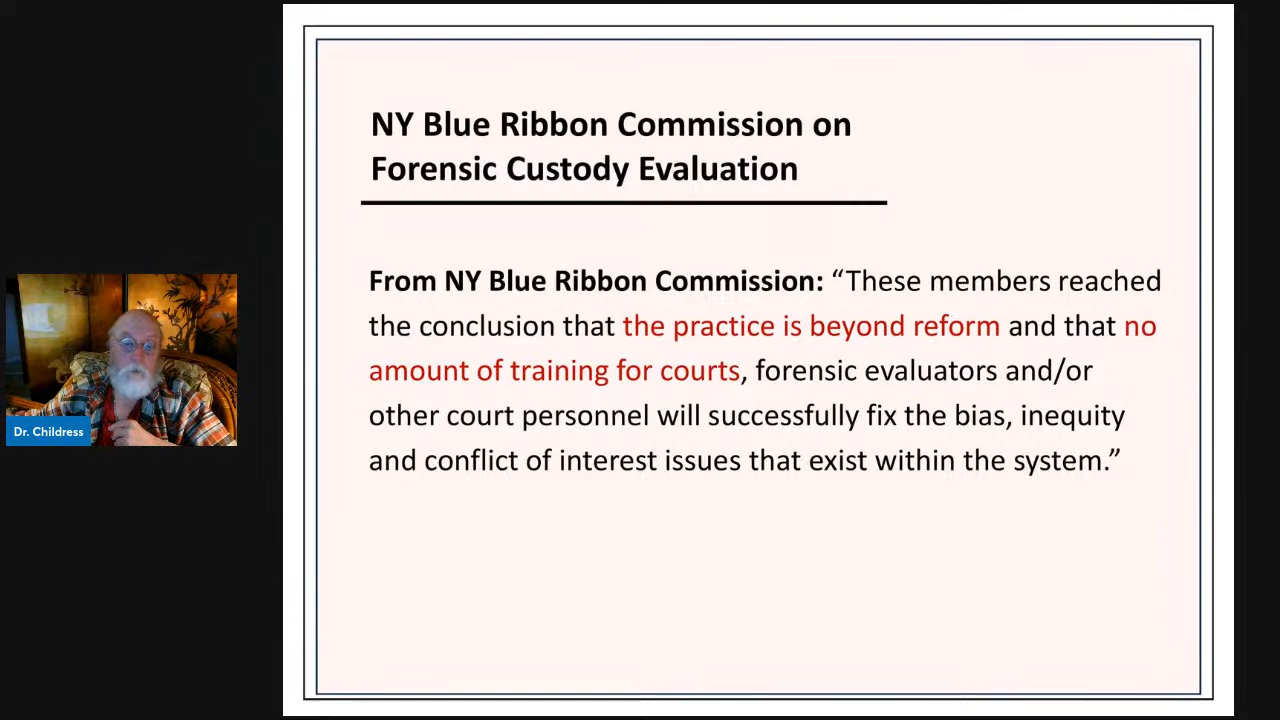 NY Blue Ribbon Commission on
Forensic Custody Evaluation
From NY Blue Ribbon Commission: “These members reached
the conclusion that the practice is beyond reform and that no
amount of training for courts, forensic evaluators and/or
other court personnel will successfully fix the bias, inequity
and conflict of interest issues that exist within the system.”
Dr. Childress